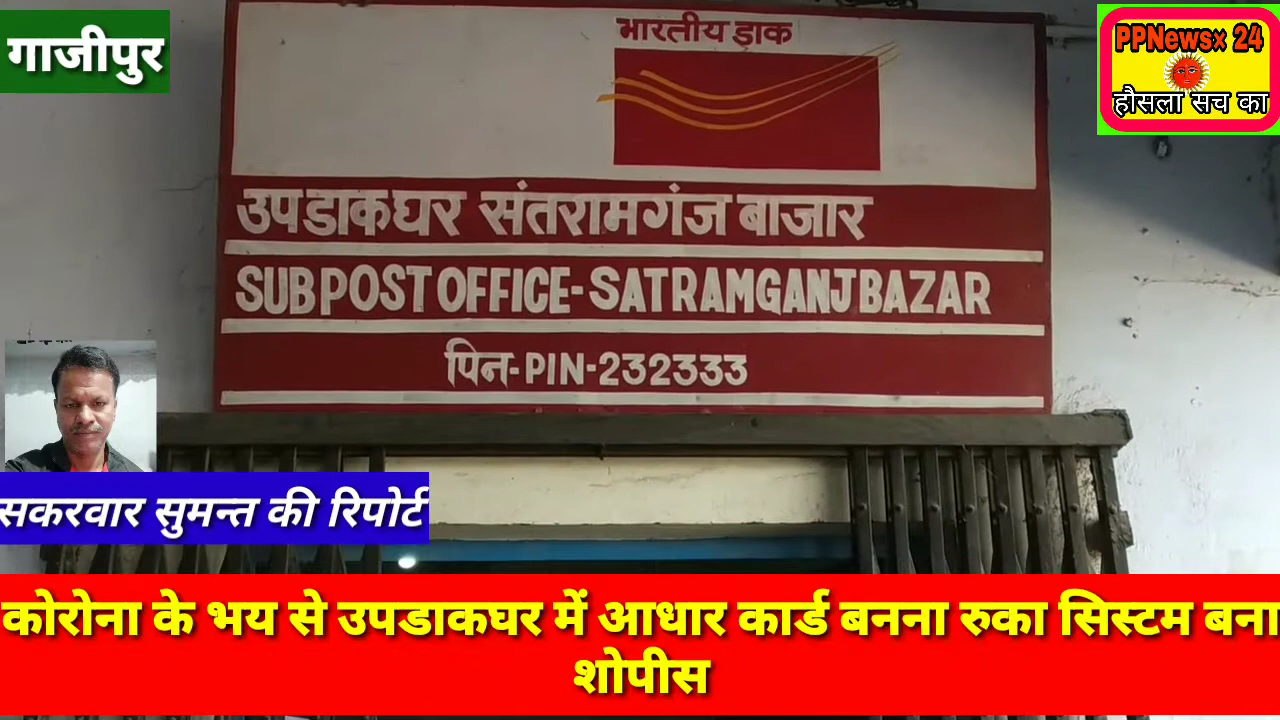 गाजीपुर
PPNewsx 24
हौसला सच का
भारतीय डाक
उपडाकघर संतरामगंज बाजार
SUB POST OFFICE-SATRAMGANJ BAZAR
पिन-PIN-232333
सकरवार सुमन्त की रिपोर्ट
कोरोना के भय से उपडाकघर में आधार कार्ड बनना रुका सिस्टम बना
शोपीस